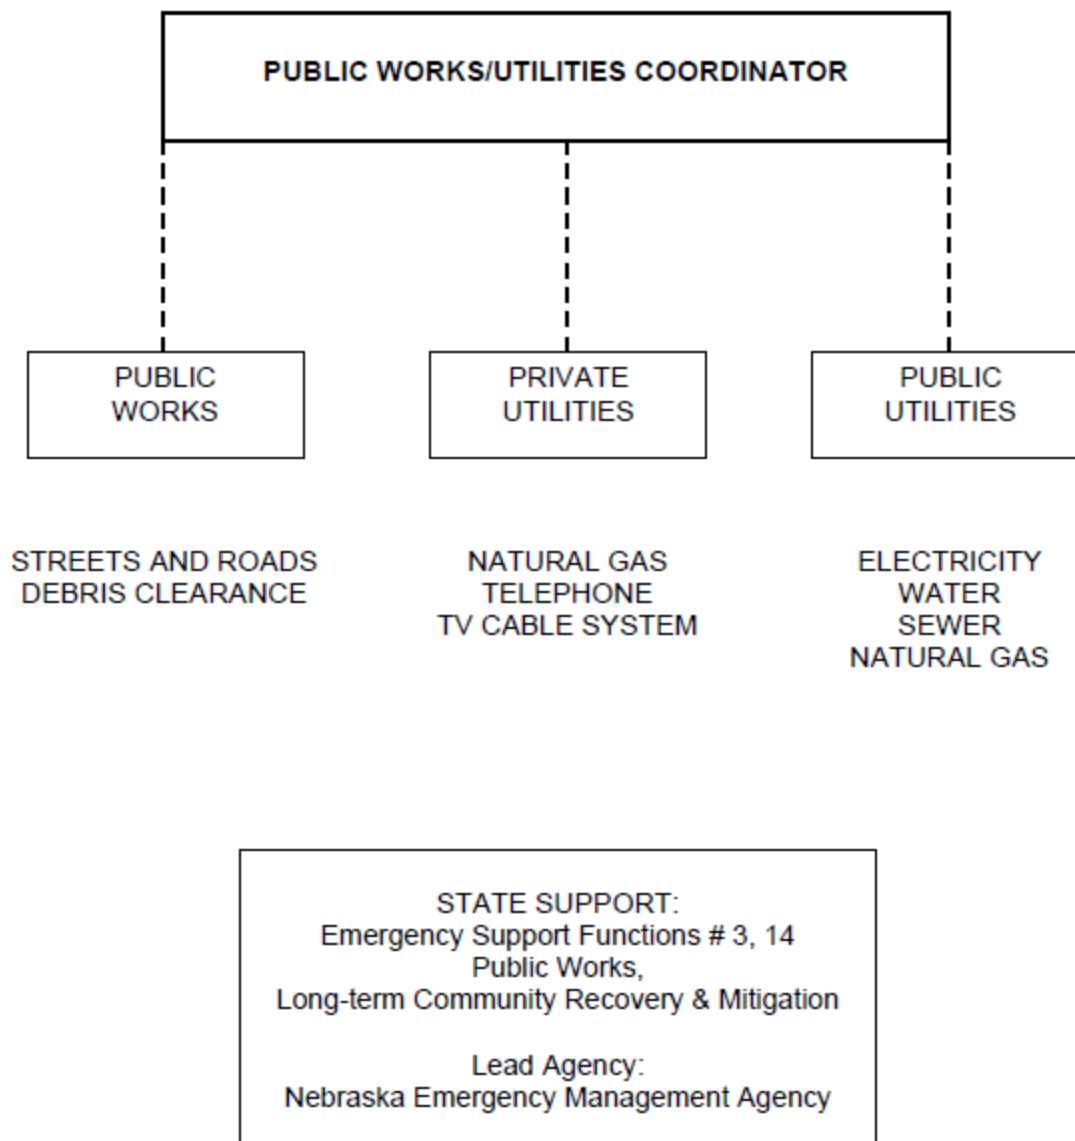 PUBLIC WORKS/UTILITIES COORDINATOR
PUBLIC
WORKS
PRIVATE
UTILITIES
PUBLIC
UTILITIES
STREETS AND ROADS
DEBRIS CLEARANCE
NATURAL GAS
TELEPHONE
TV CABLE SYSTEM
ELECTRICITY
WATER
SEWER
NATURAL GAS
STATE SUPPORT:
Emergency Support Functions # 3, 14
Public Works,
Long-term Community Recovery & Mitigation
Lead Agency:
Nebraska Emergency Management Agency